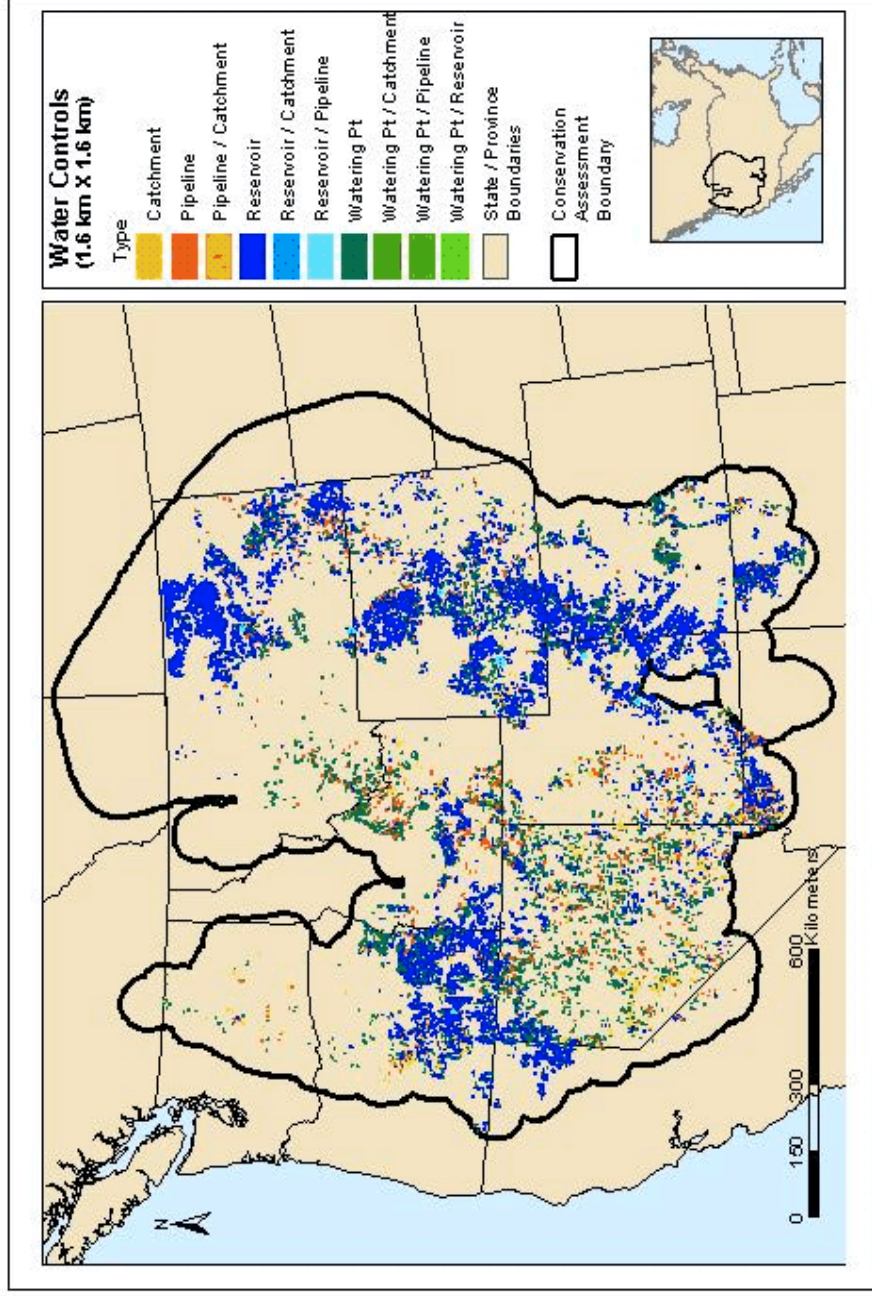 Water Controls
(1.6 km X 1.6 km)
Type
Catchment
Pipeline
Pipeline / Catchment
Reservoir
Reservoir / Catchment
Reservoir / Pipeline
Watering Pt
Watering Pt / Catchment
Watering Pt / Pipeline
Watering Pt / Reservoir
State / Province
Boundaries
Conservation
Assessment
Boundary
N
0 150 300 600
Kilometers